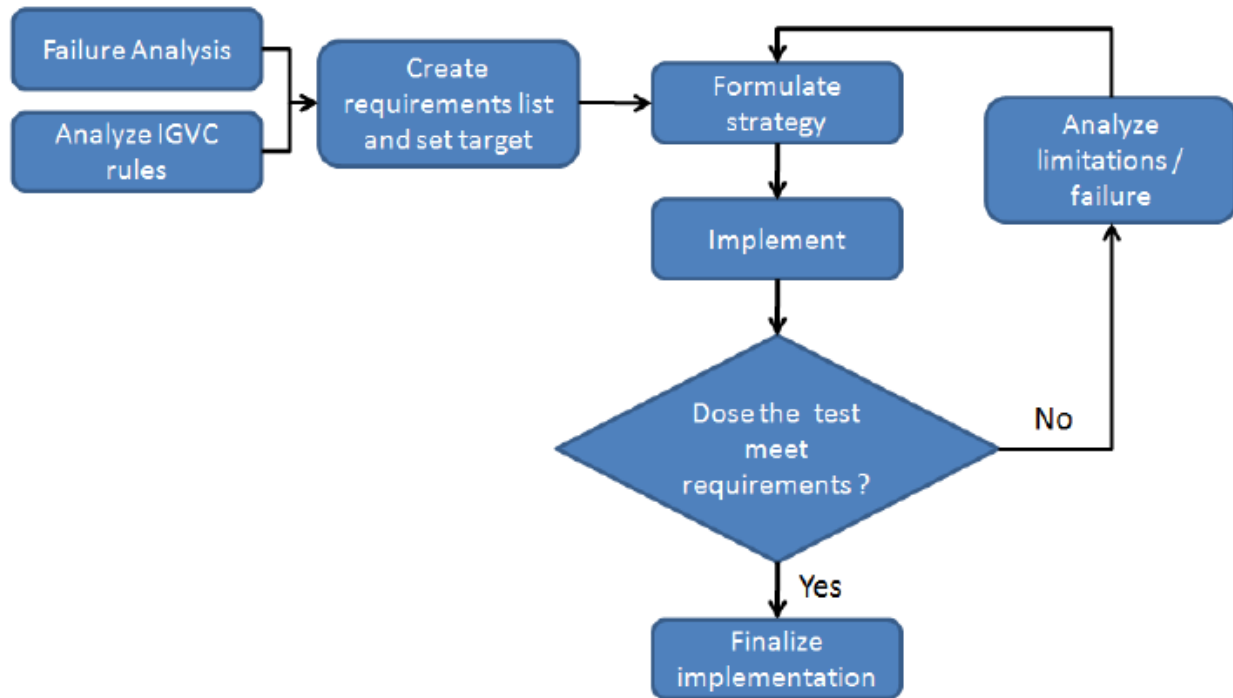 Failure Analysis
Analyze IGVC
rules
Create
requirements list
and set target
Formulate
strategy
Analyze
limitations /
failure
Implement
Dose the  test
meet
requirements ?
No
Yes
Finalize
implementation